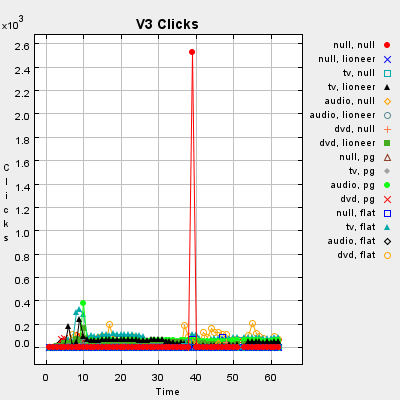 V3 Clicks
x10³
2.6
2.4
2.2
2.0
1.8
1.6
1.4
1.2
1.0
0.8
0.6
0.4
0.2
0.0
Clicks
0 10 20 30 40 50 60
Time
null, null
null, lioneer
tv, null
tv, lioneer
audio, null
audio, lioneer
dvd, null
dvd, lioneer
null, pg
tv, pg
audio, pg
dvd, pg
null, flat
tv, flat
audio, flat
dvd, flat